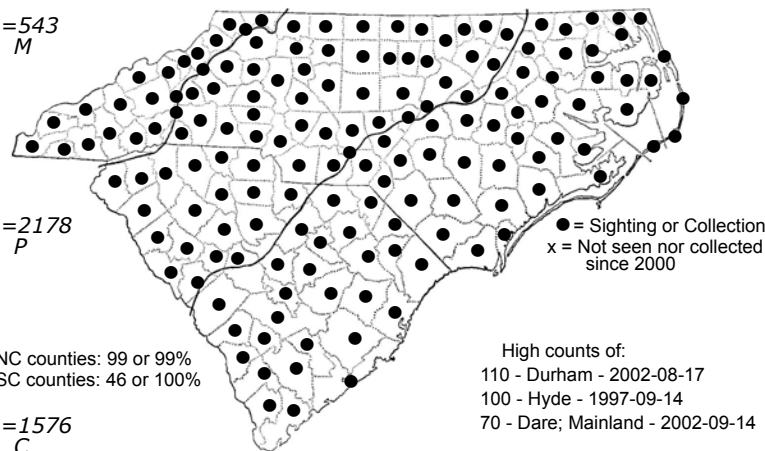 =543
M
=2178
P
● = Sighting or Collection
x = Not seen nor collected
since 2000
NC counties: 99 or 99%
SC counties: 46 or 100%
High counts of:
110 - Durham - 2002-08-17
100 - Hyde - 1997-09-14
70 - Dare; Mainland - 2002-09-14
=1576
C